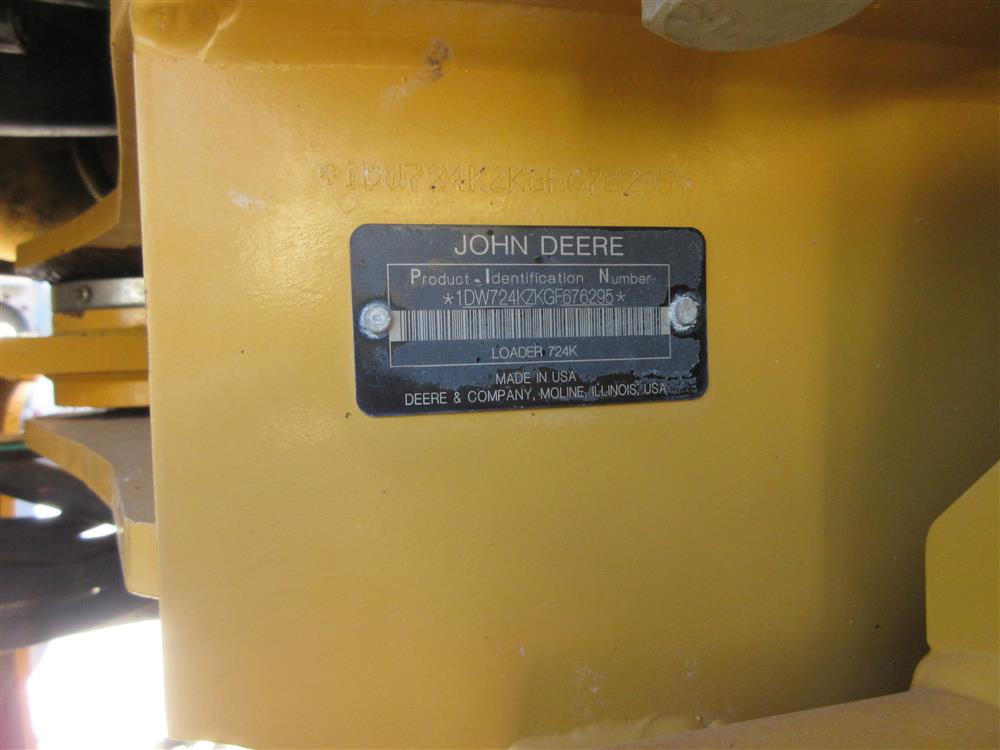 *1DW724KZKGF676295*
JOHN DEERE
Product - Identification Number
*1DW724KZKGF676295*
LOADER 724K
MADE IN USA
DEERE & COMPANY, MOLINE, ILLINOIS, USA